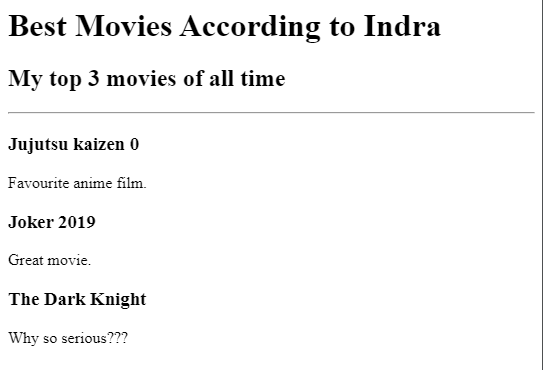 Best Movies According to Indra
My top 3 movies of all time
Jujutsu kaizen 0
Favourite anime film.
Joker 2019
Great movie.
The Dark Knight
Why so serious???